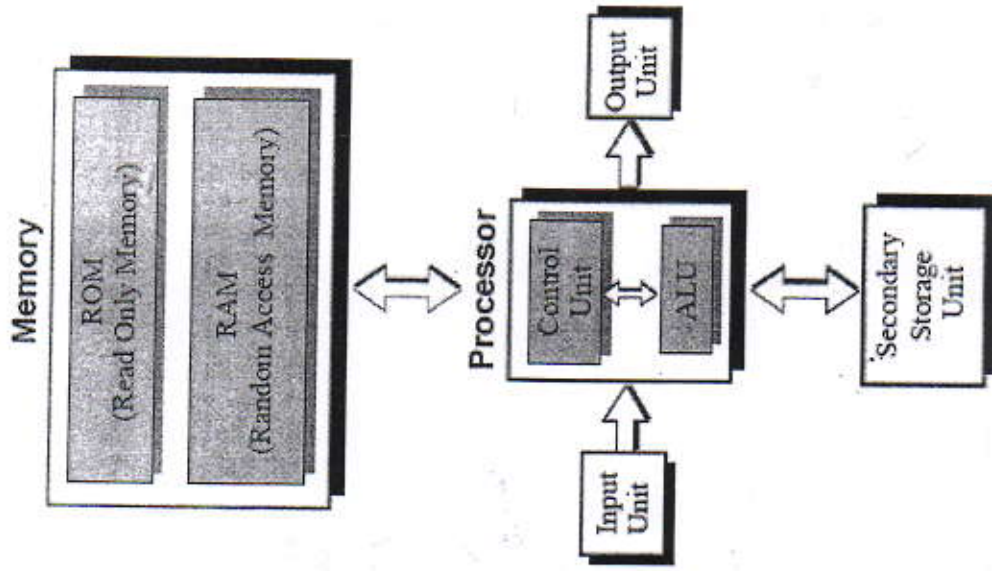 Memory
ROM
(Read Only Memory)
RAM
(Random Access Memory)
Processor
Control
Unit
ALU
Input
Unit
Output
Unit
Secondary
Storage
Unit